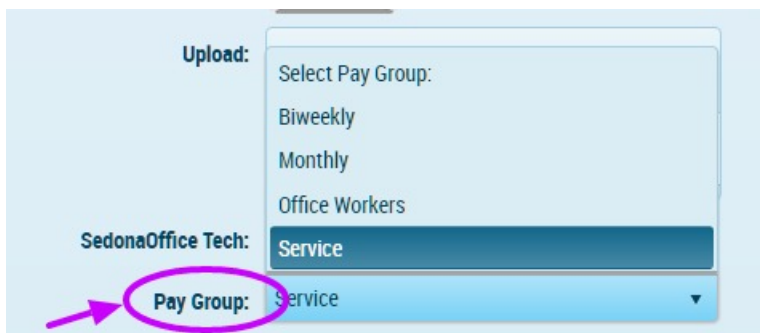 Upload:
Select Pay Group:
Biweekly
Monthly
Office Workers
SedonaOffice Tech:
Service
Pay Group:
Service